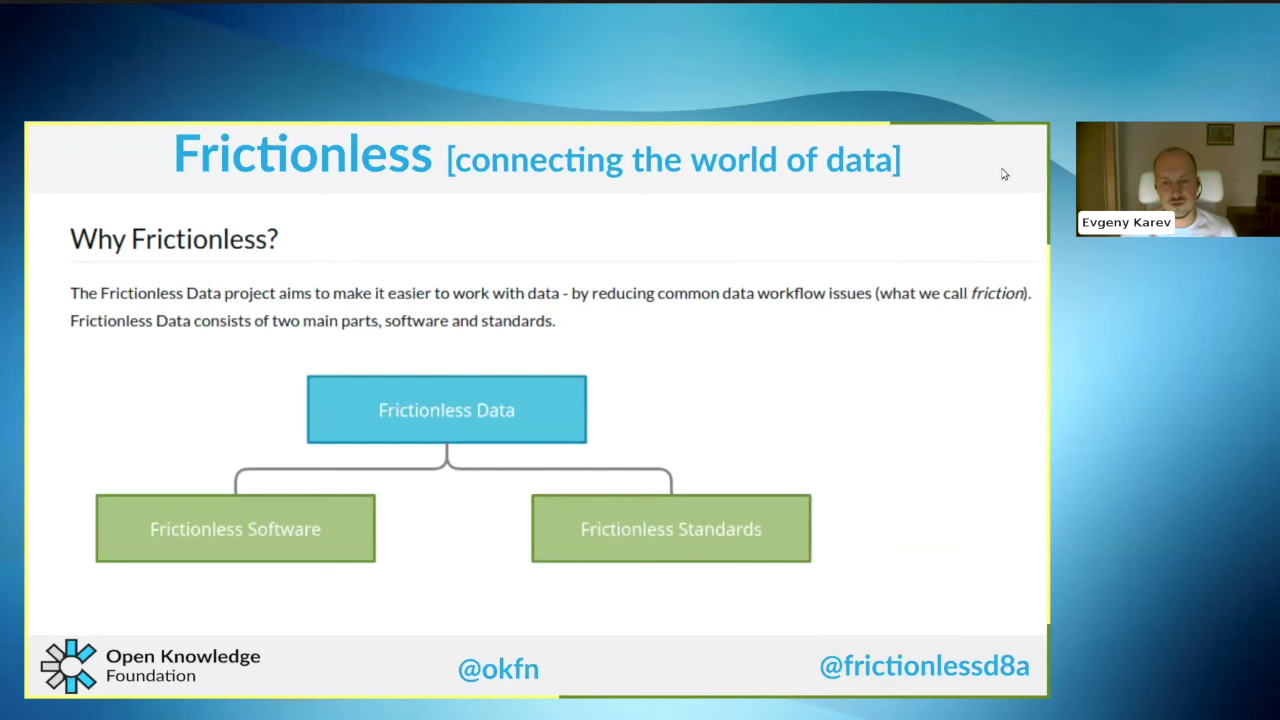 Frictionless [connecting the world of data]
Evgeny Karev
Why Frictionless?
The Frictionless Data project aims to make it easier to work with data - by reducing common data workflow issues (what we call friction).
Frictionless Data consists of two main parts, software and standards.
Frictionless Data
Frictionless Software
Frictionless Standards
Open Knowledge
Foundation
@okfn
@frictionlessd8a